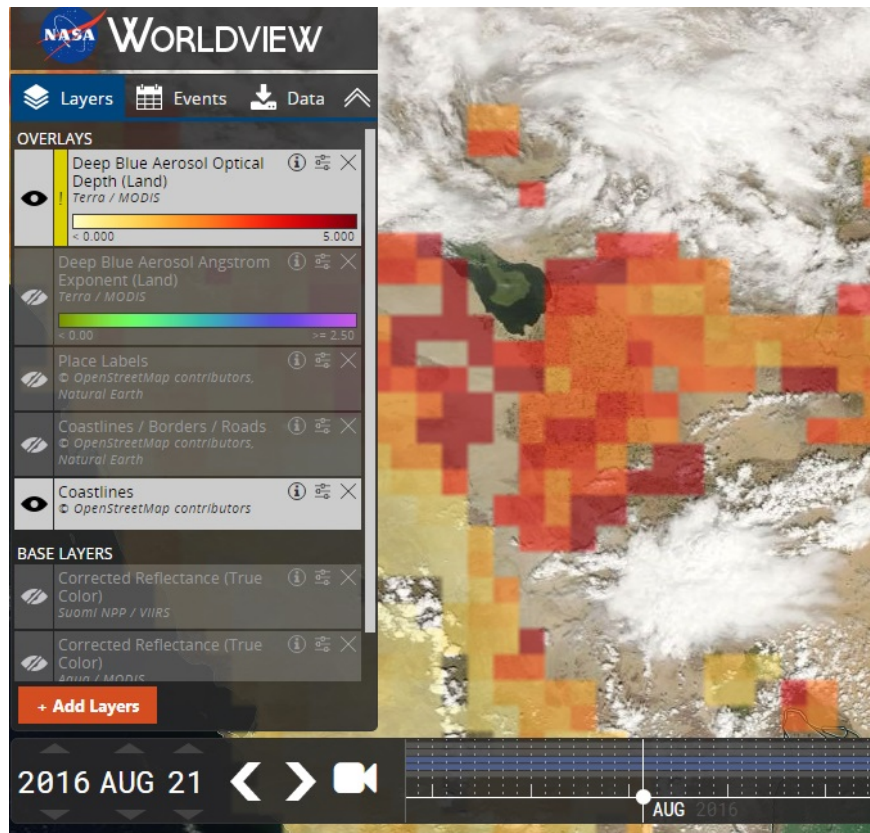 NASA WORLDVIEW
Layers Events Data
OVERLAYS
Deep Blue Aerosol Optical
Depth (Land)
Terra / MODIS
!
< 0.000 5.000
Deep Blue Aerosol Angstrom
Exponent (Land)
Terra / MODIS
< 0.00 >= 2.50
Place Labels
© OpenStreetMap contributors,
Natural Earth
Coastlines / Borders / Roads
© OpenStreetMap contributors,
Natural Earth
Coastlines
© OpenStreetMap contributors
BASE LAYERS
Corrected Reflectance (True
Color)
Suomi NPP / VIIRS
Corrected Reflectance (True
Color)
Aqua / MODIS
+ Add Layers
2016 AUG 21
AUG 2016